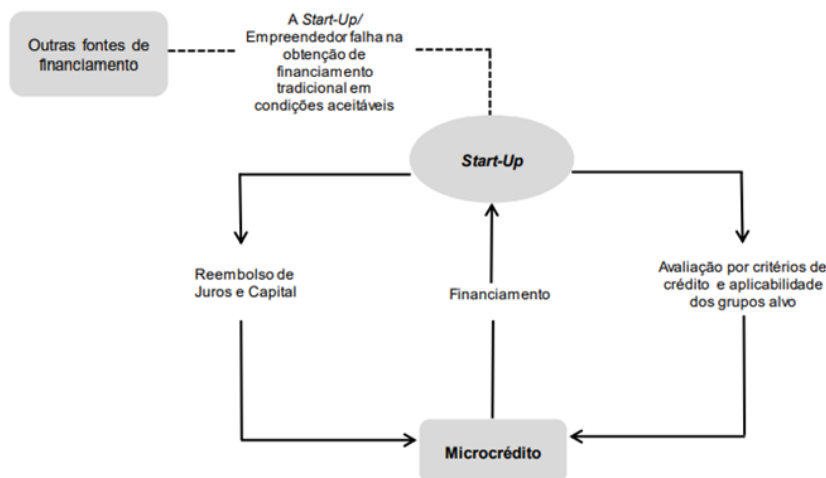 Outras fontes de
financiamento
A Start-Up/
Empreendedor falha na
obtenção de
financiamento
tradicional em
condições aceitáveis
Start-Up
Reembolso de
Juros e Capital
Financiamento
Avaliação por critérios de
crédito e aplicabilidade
dos grupos alvo
Microcrédito